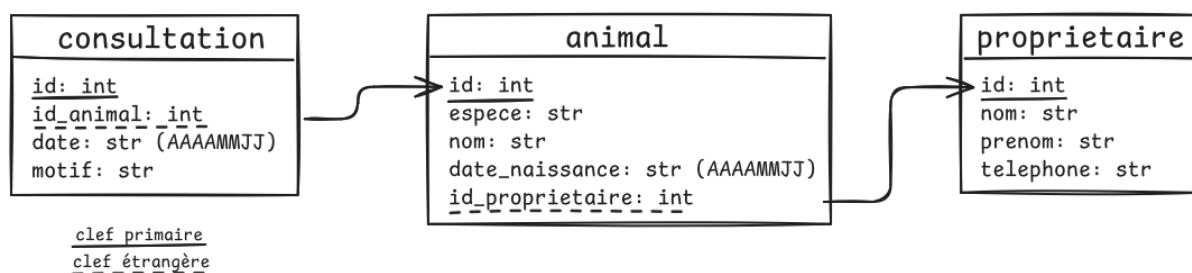 consultation
id: int
id_animal: int
date: str (AAAAMMJJ)
motif: str
animal
id: int
espece: str
nom: str
date_naissance: str (AAAAMMJJ)
id_proprietaire: int
proprietaire
id: int
nom: str
prenom: str
telephone: str
clef primaire
clef étrangère